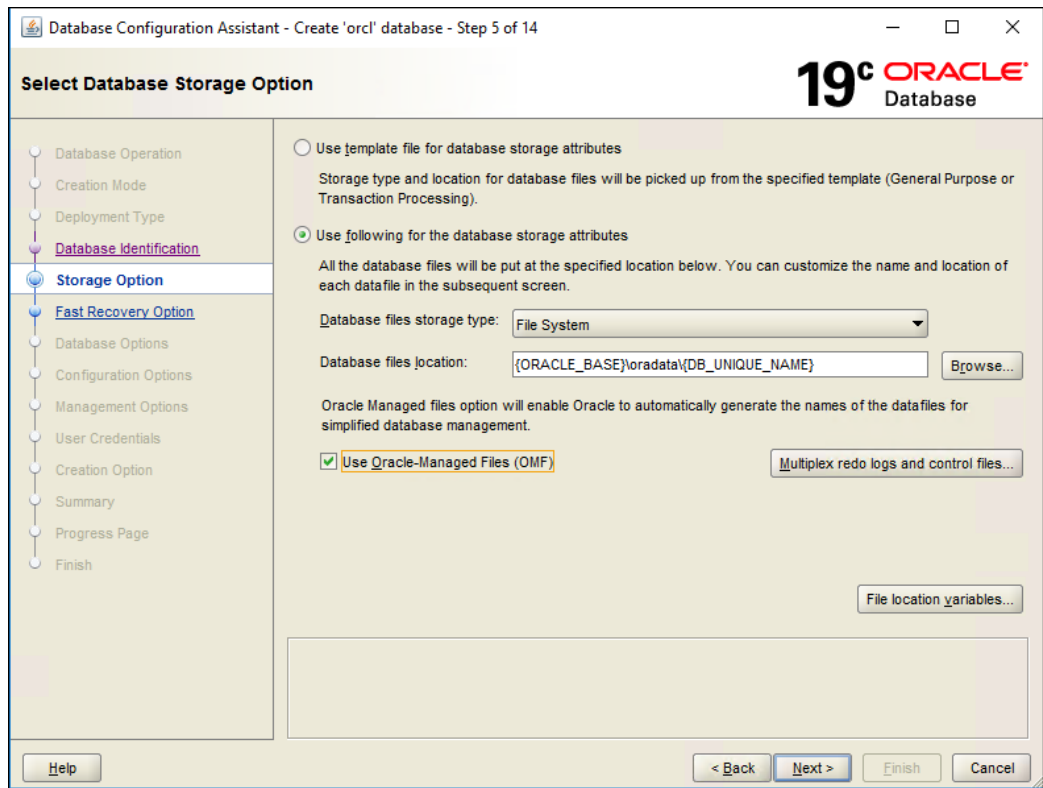 Database Configuration Assistant - Create 'orcl' database - Step 5 of 14
Select Database Storage Option
19c ORACLE
Database
Database Operation
Creation Mode
Deployment Type
Database Identification
Storage Option
Fast Recovery Option
Database Options
Configuration Options
Management Options
User Credentials
Creation Option
Summary
Progress Page
Finish
Use template file for database storage attributes
Storage type and location for database files will be picked up from the specified template (General Purpose or
Transaction Processing).
Use following for the database storage attributes
All the database files will be put at the specified location below. You can customize the name and location of
each datafile in the subsequent screen.
Database files storage type: File System
Database files location: {ORACLE_BASE}\oradata\{DB_UNIQUE_NAME} Browse...
Oracle Managed files option will enable Oracle to automatically generate the names of the datafiles for
simplified database management.
Use Oracle-Managed Files (OMF) Multiplex redo logs and control files...
File location variables...
Help < Back Next > Finish Cancel